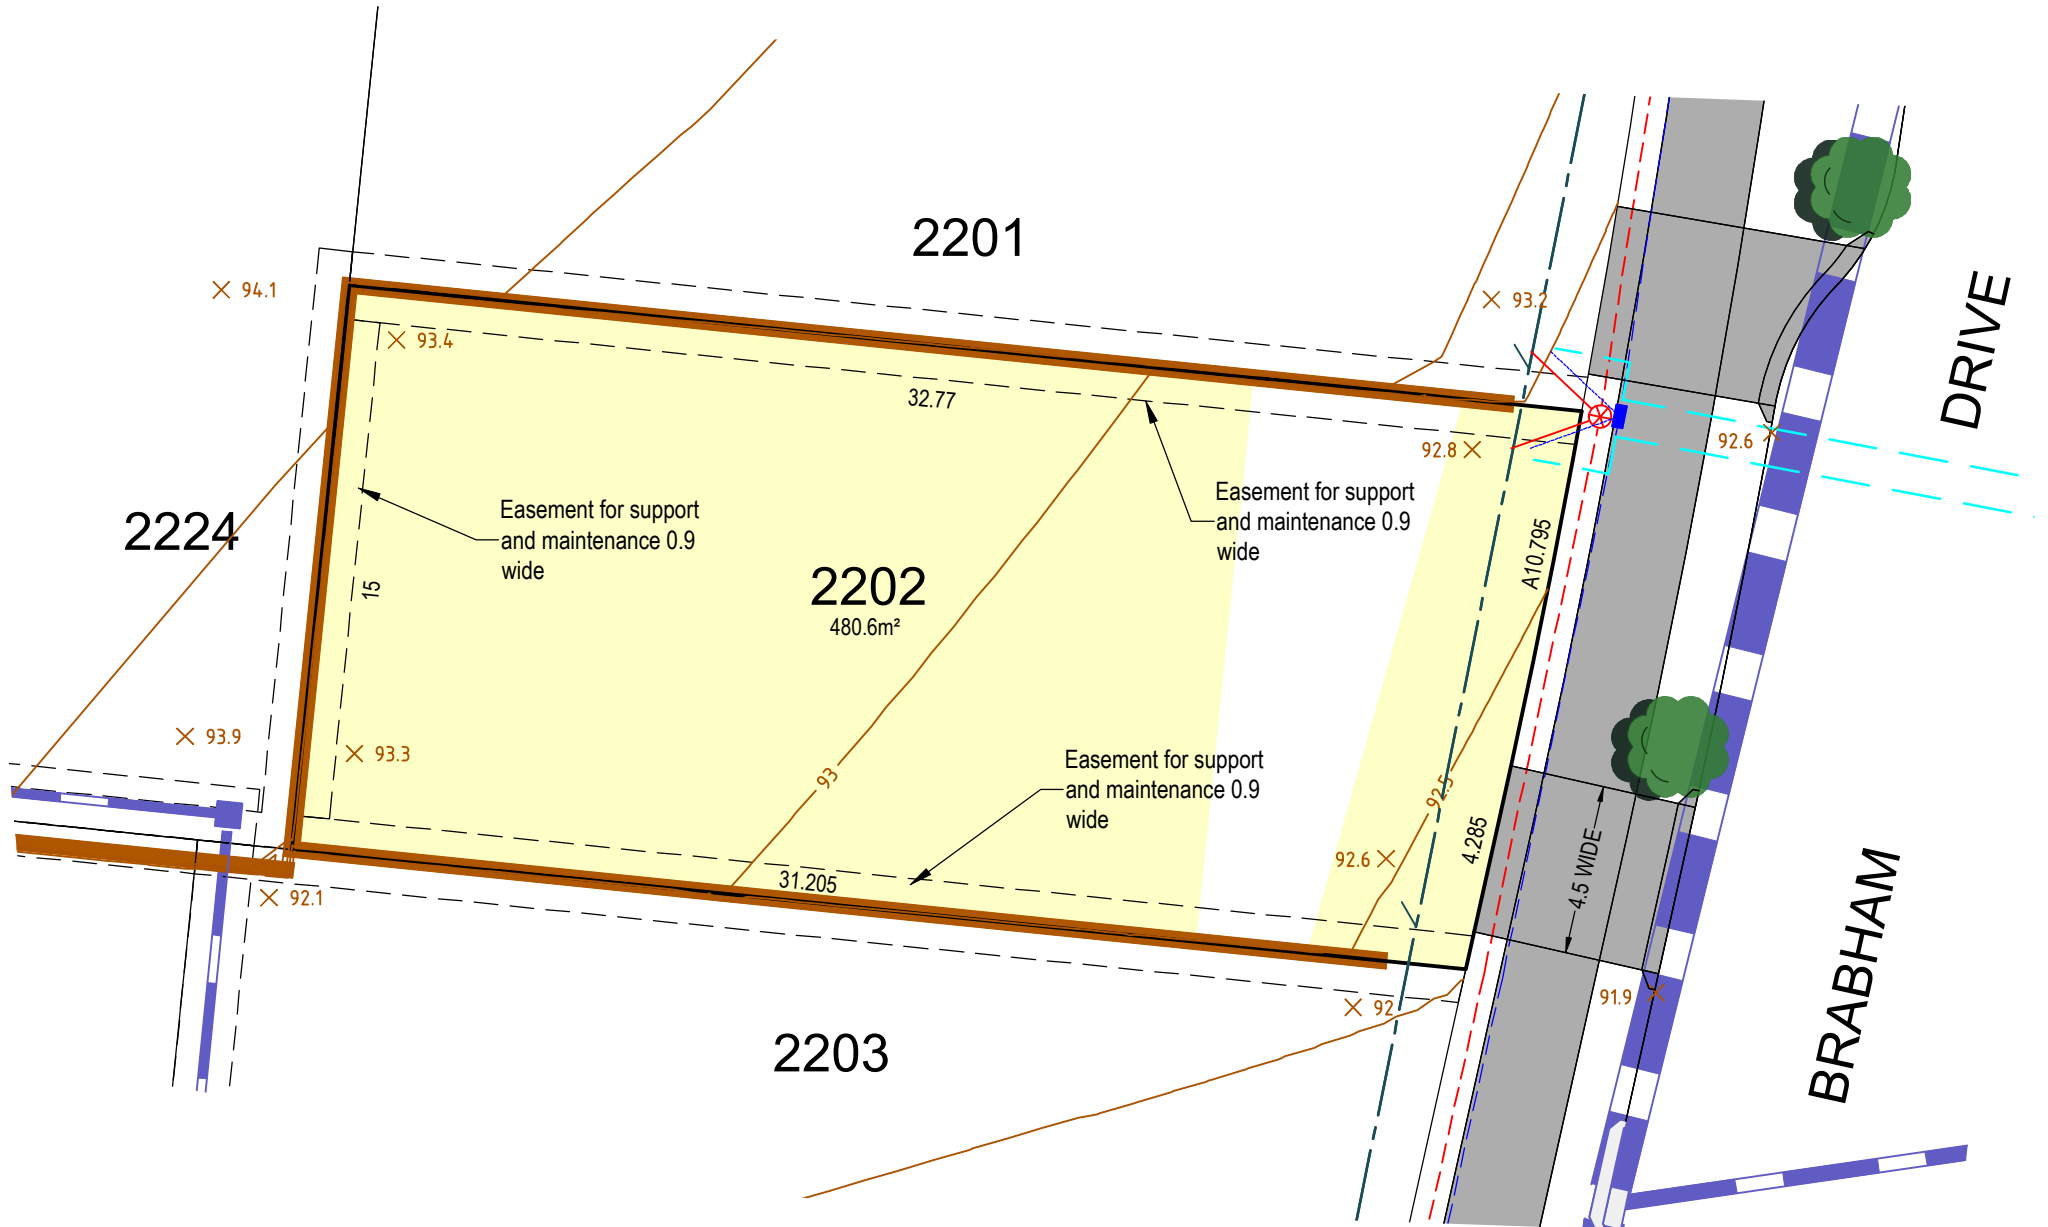 2201
94.1
93.2
93.4
32.77
92.8
92.6
DRIVE
Easement for support
and maintenance 0.9
wide
Easement for support
and maintenance 0.9
wide
2224
A10.795
15
2202
480.6m²
93.9
93.3
93
Easement for support
and maintenance 0.9
wide
92.5
4.285
4.5 WIDE
92.6
31.205
92.1
91.9
92
2203
BRABHAM